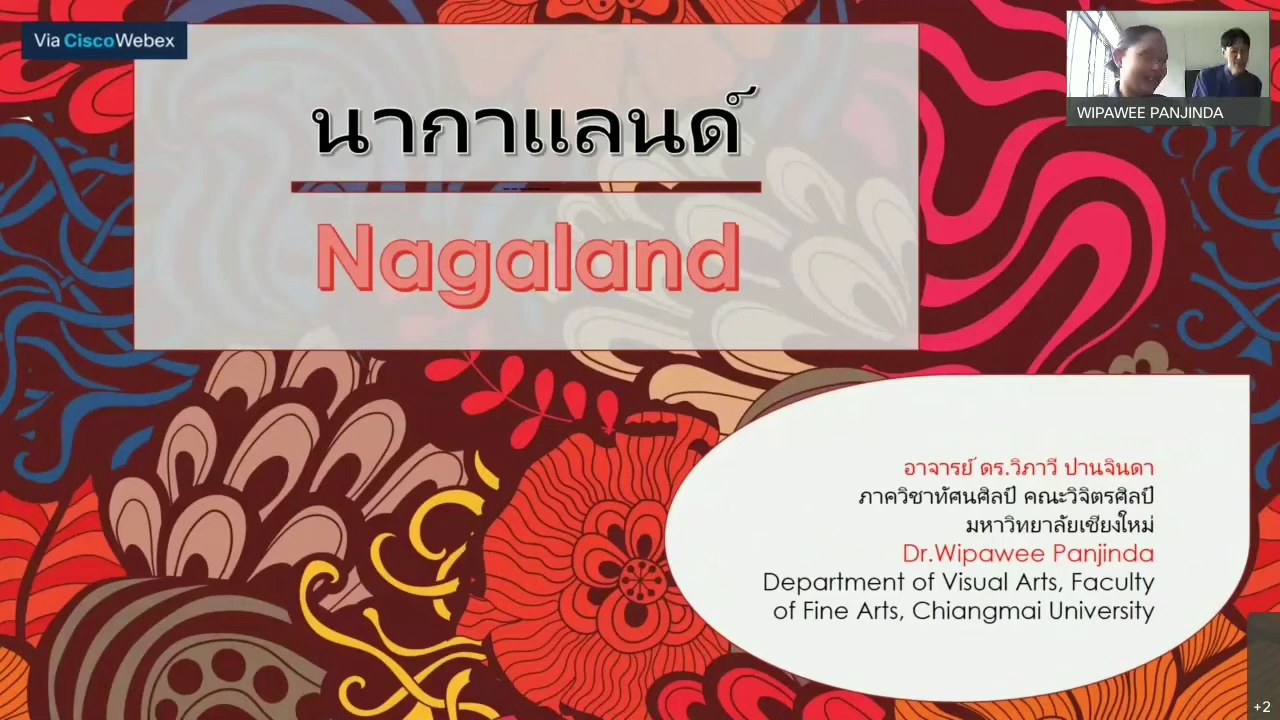 Via Cisco Webex
WIPAWEE PANJINDA
นากาแลนด์
Nagaland
อาจารย์ ดร.วิภาวี ปานจินดา
ภาควิชาทัศนศิลป์ คณะวิจิตรศิลป์
มหาวิทยาลัยเชียงใหม่
Dr.Wipawee Panjinda
Department of Visual Arts, Faculty
of Fine Arts, Chiangmai University
+2